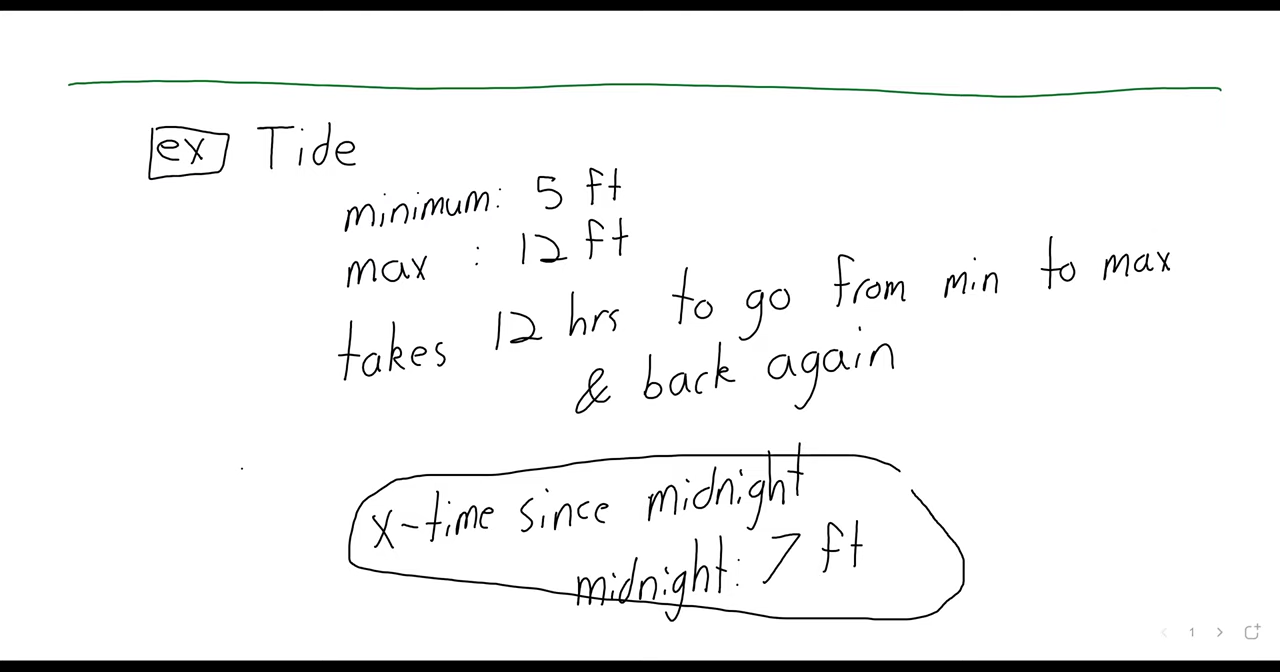 ex Tide
minimum: 5 ft
max : 12 ft
takes 12 hrs to go from min to max
& back again
x-time since midnight
midnight: 7 ft
1